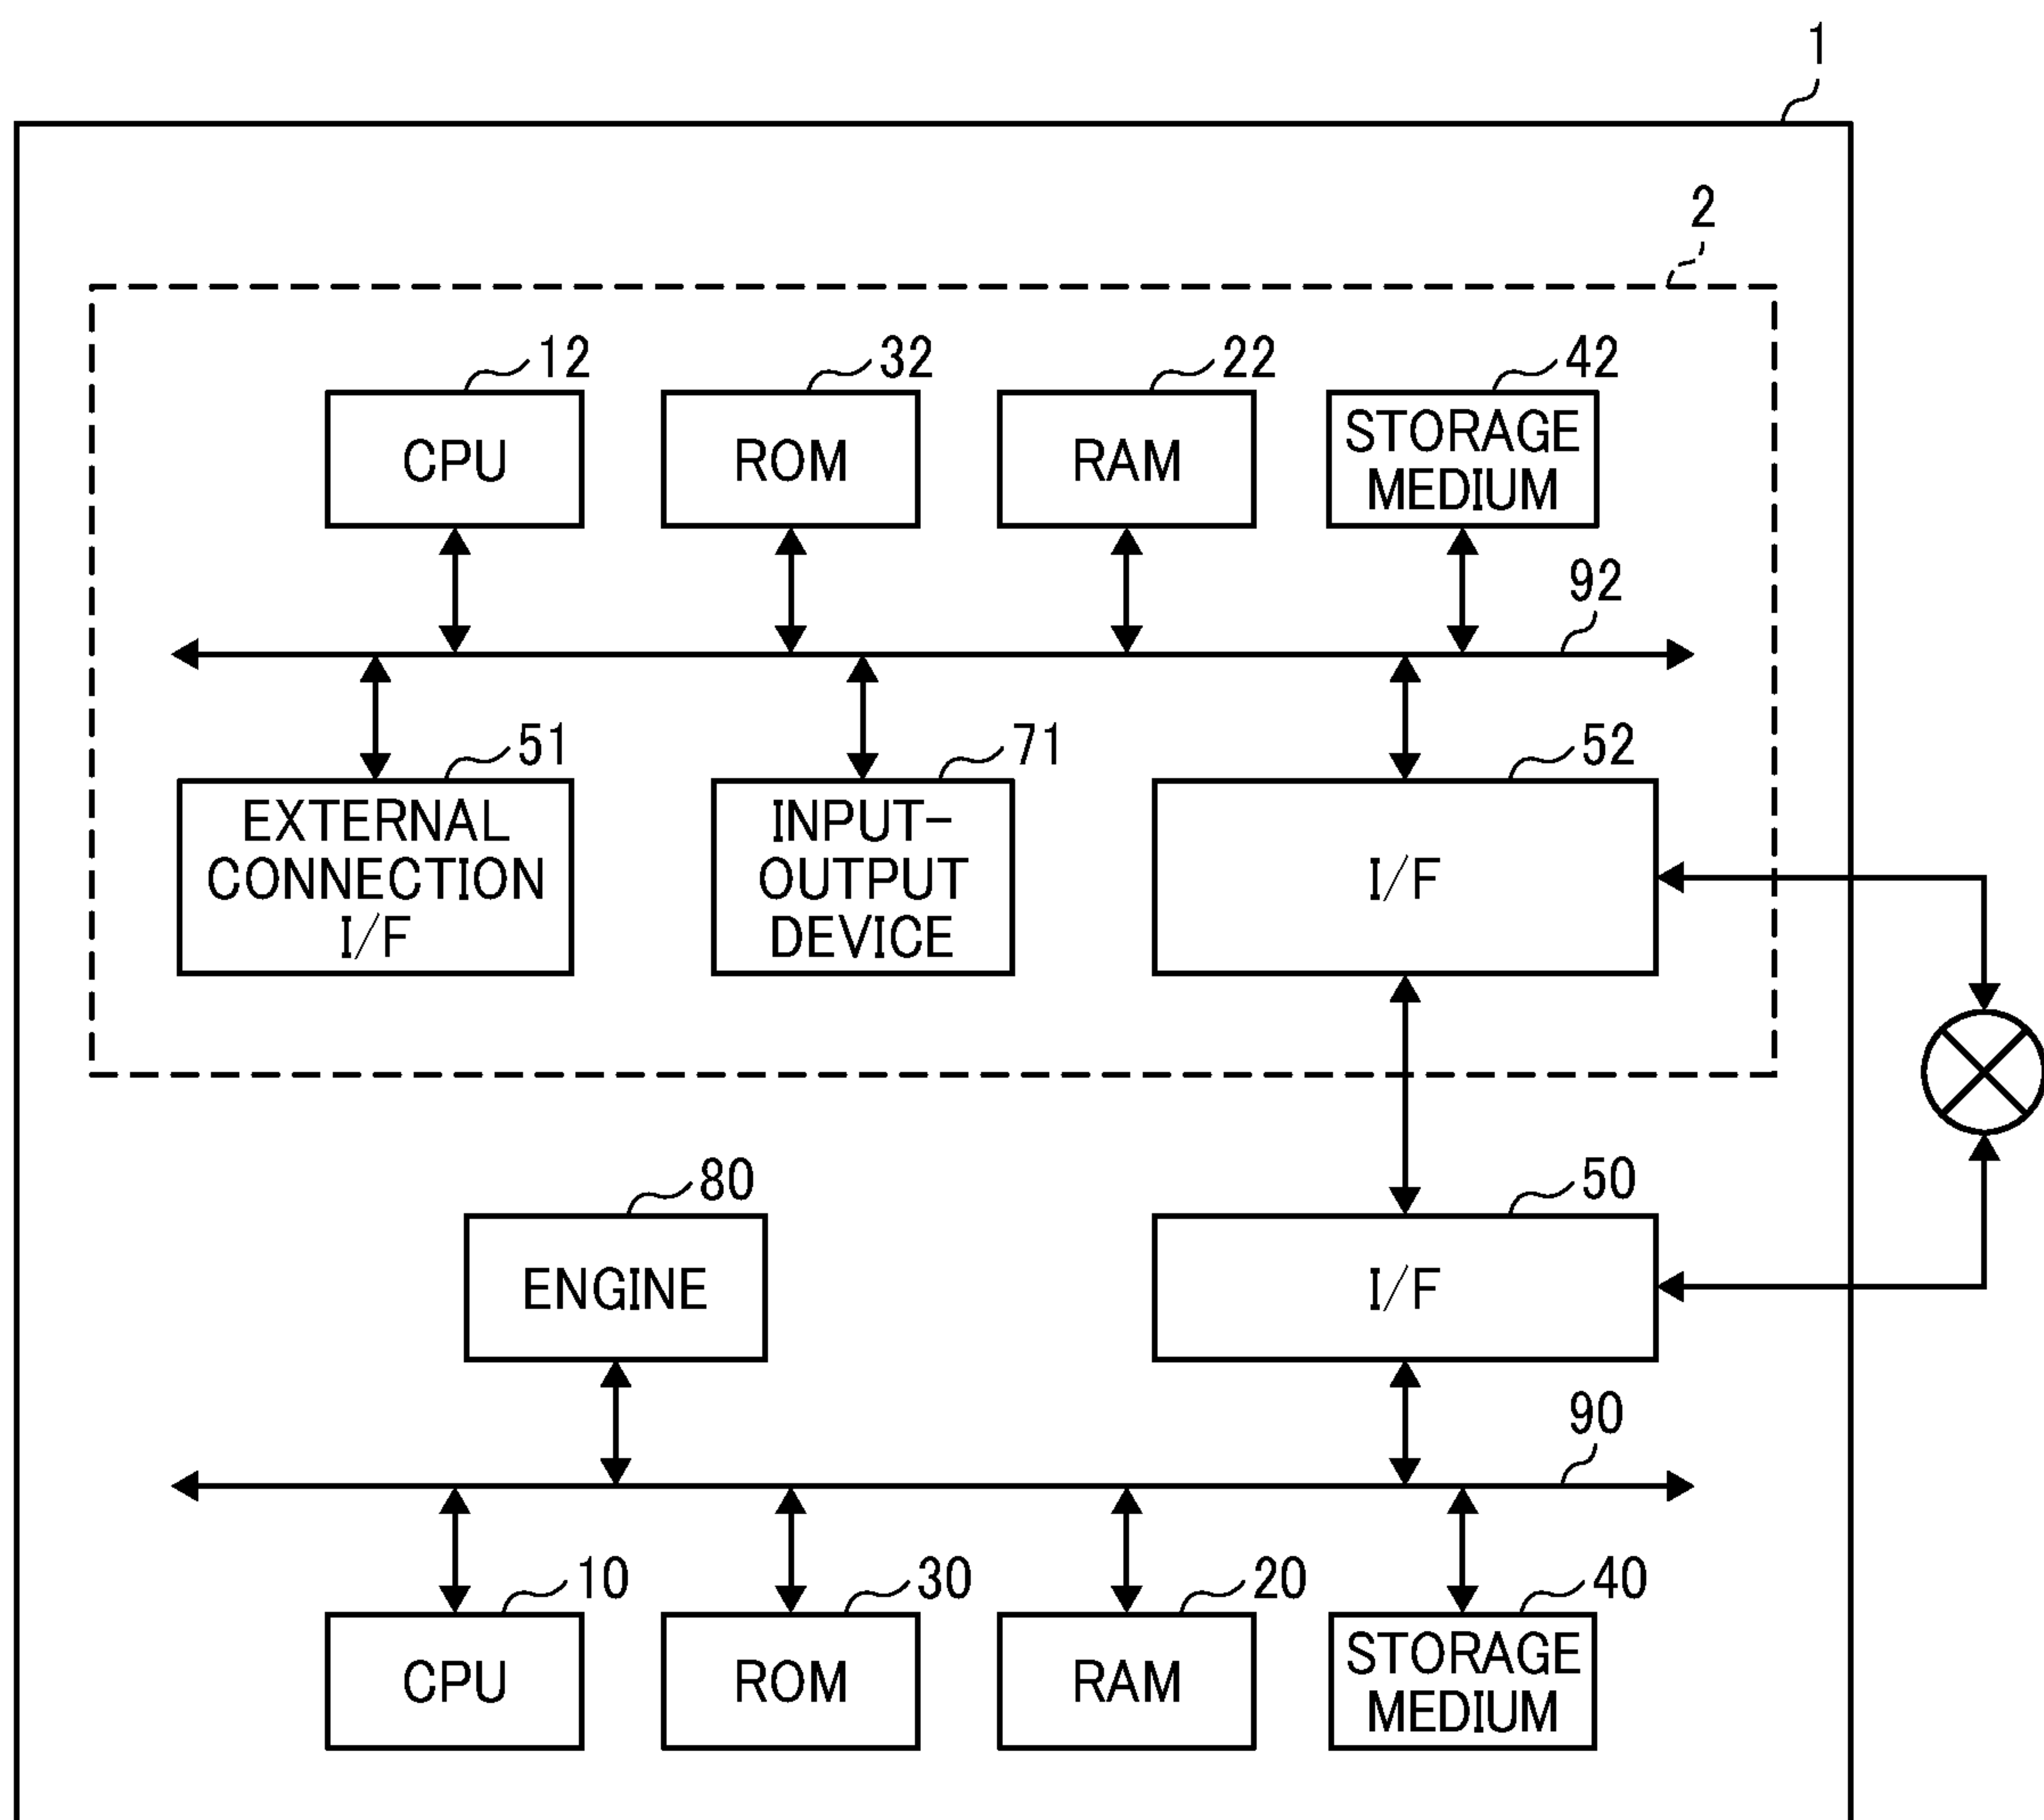 1
2
12
32
22
42
CPU
ROM
RAM
STORAGE
MEDIUM
92
51
71
52
EXTERNAL
CONNECTION
I/F
INPUT-
OUTPUT
DEVICE
I/F
80
50
ENGINE
I/F
90
10
30
20
40
CPU
ROM
RAM
STORAGE
MEDIUM